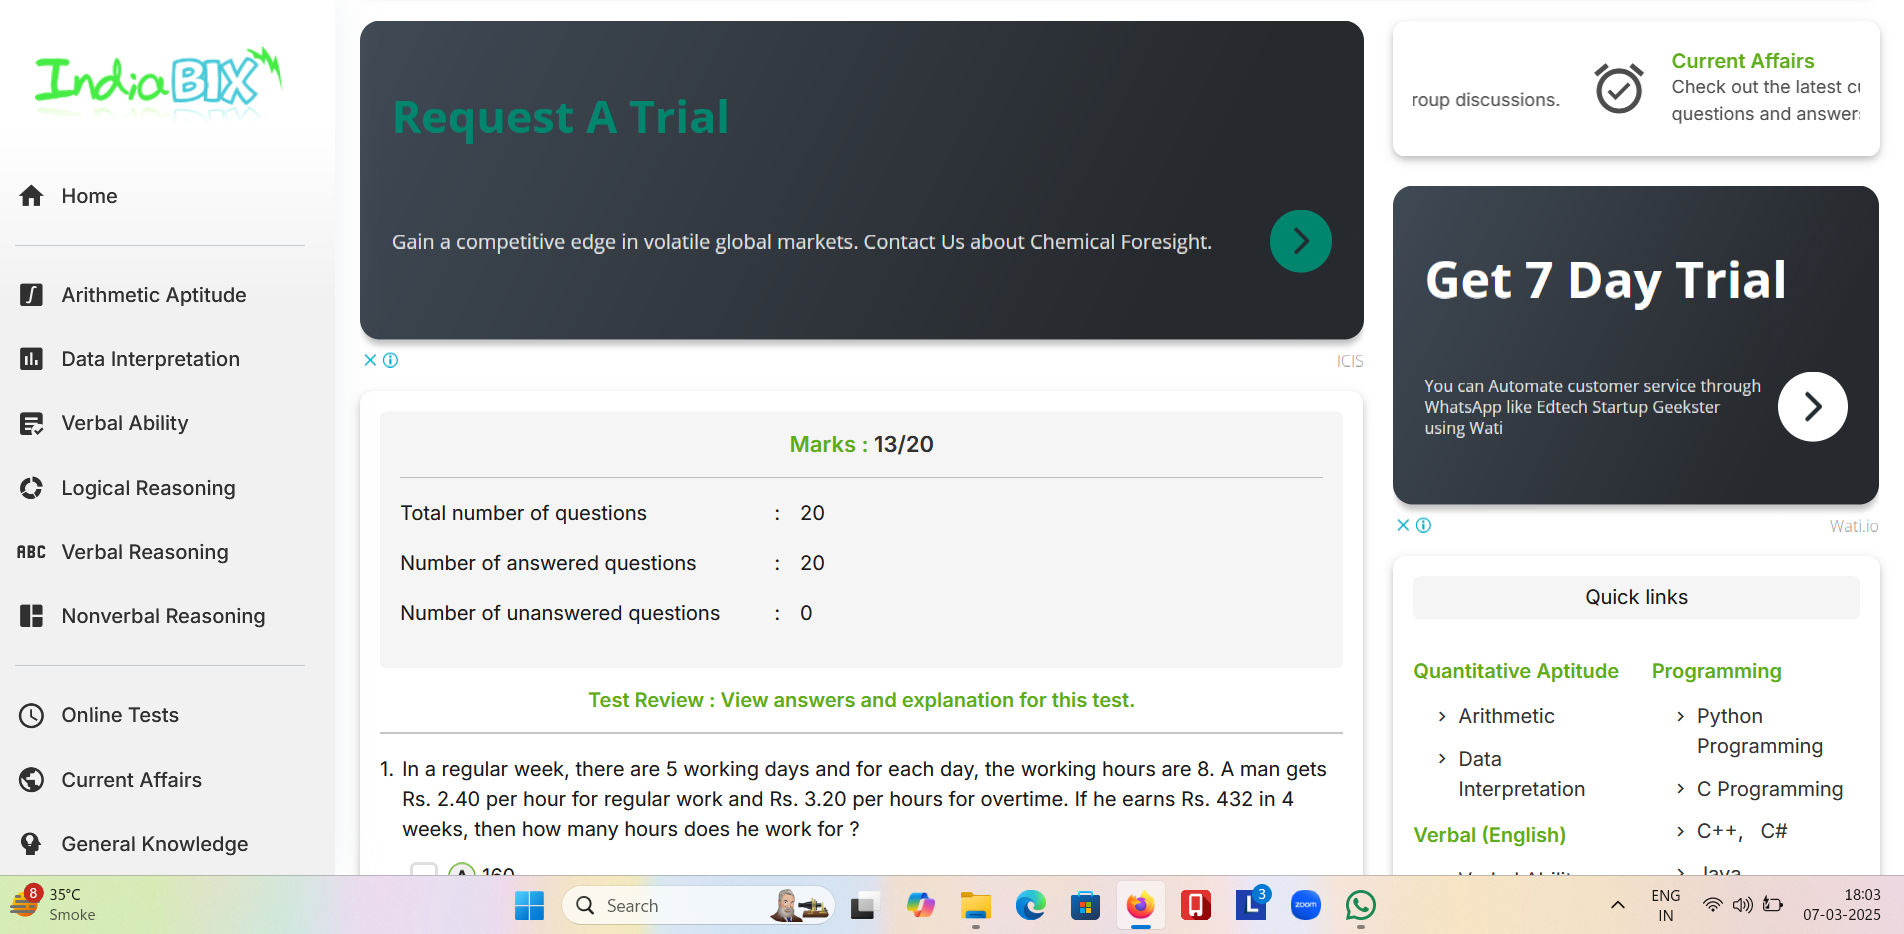 IndiaBIX
Home
Arithmetic Aptitude
Data Interpretation
Verbal Ability
Logical Reasoning
ABC Verbal Reasoning
Nonverbal Reasoning
Online Tests
Current Affairs
General Knowledge
Request A Trial
Gain a competitive edge in volatile global markets. Contact Us about Chemical Foresight.
ICIS
Marks : 13/20
Total number of questions : 20
Number of answered questions : 20
Number of unanswered questions : 0
Test Review : View answers and explanation for this test.
1. In a regular week, there are 5 working days and for each day, the working hours are 8. A man gets
Rs. 2.40 per hour for regular work and Rs. 3.20 per hours for overtime. If he earns Rs. 432 in 4
weeks, then how many hours does he work for ?
A 160
roup discussions.
Current Affairs
Check out the latest
questions and answer
Get 7 Day Trial
You can Automate customer service through
WhatsApp like Edtech Startup Geekster
using Wati
Wati.io
Quick links
Quantitative Aptitude
Arithmetic
Data
Interpretation
Verbal (English)
Verbal Abilit
Programming
Python
Programming
C Programming
C++, C#
Java
8
35°C
Smoke
Search
L 3
zoom
ENG
IN
18:03
07-03-2025